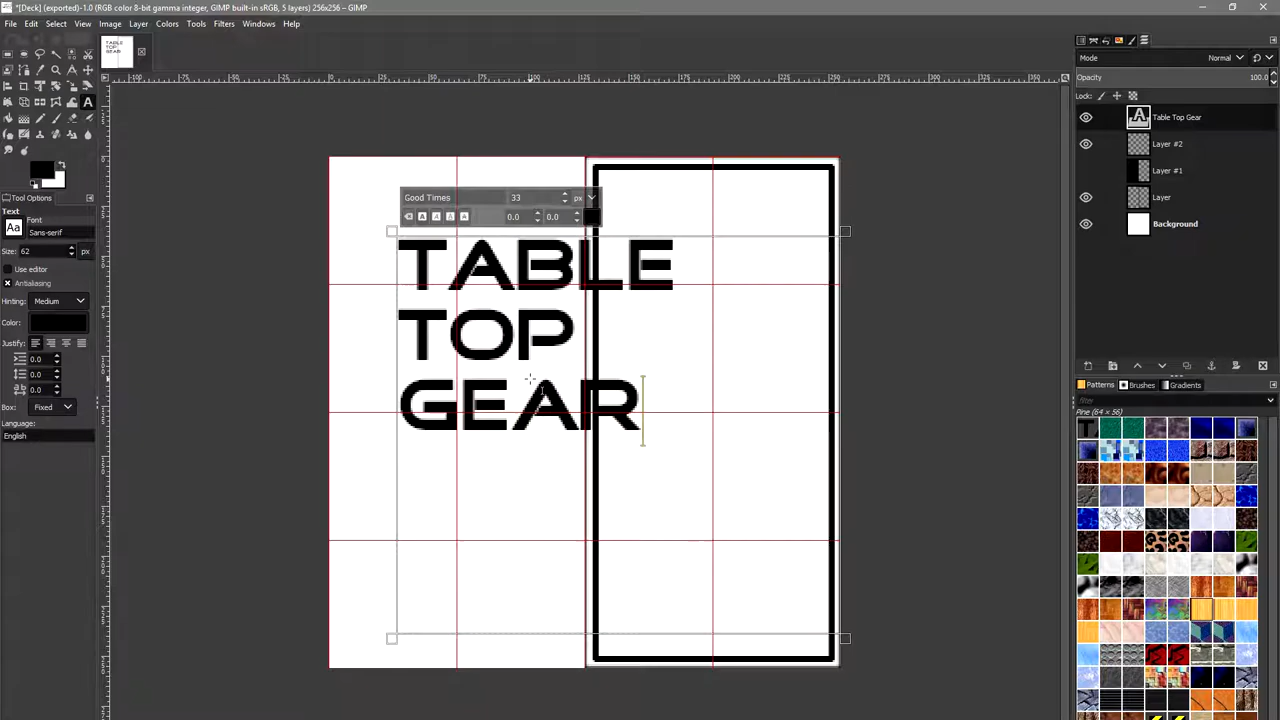 *[Deck] (exported)-1.0 (RGB color 8-bit gamma integer, GIMP built-in sRGB, 5 layers) 256x256 – GIMP
File Edit Select View Image Layer Colors Tools Filters Windows Help
Mode Normal
Opacity 100.0
Lock:
Table Top Gear
Layer #2
Layer #1
Layer
Background
Good Times 33 px
0.0 0.0
TABLE
TOP
GEAR
Tool Options
Text
Font
Aa Sans-serif
Size: 62 px
Use editor
Antialiasing
Hinting: Medium
Color:
Justify:
0.0
0.0
0.0
Box: Fixed
Language:
English
Patterns Brushes Gradients
filter
Pine (64 × 56)